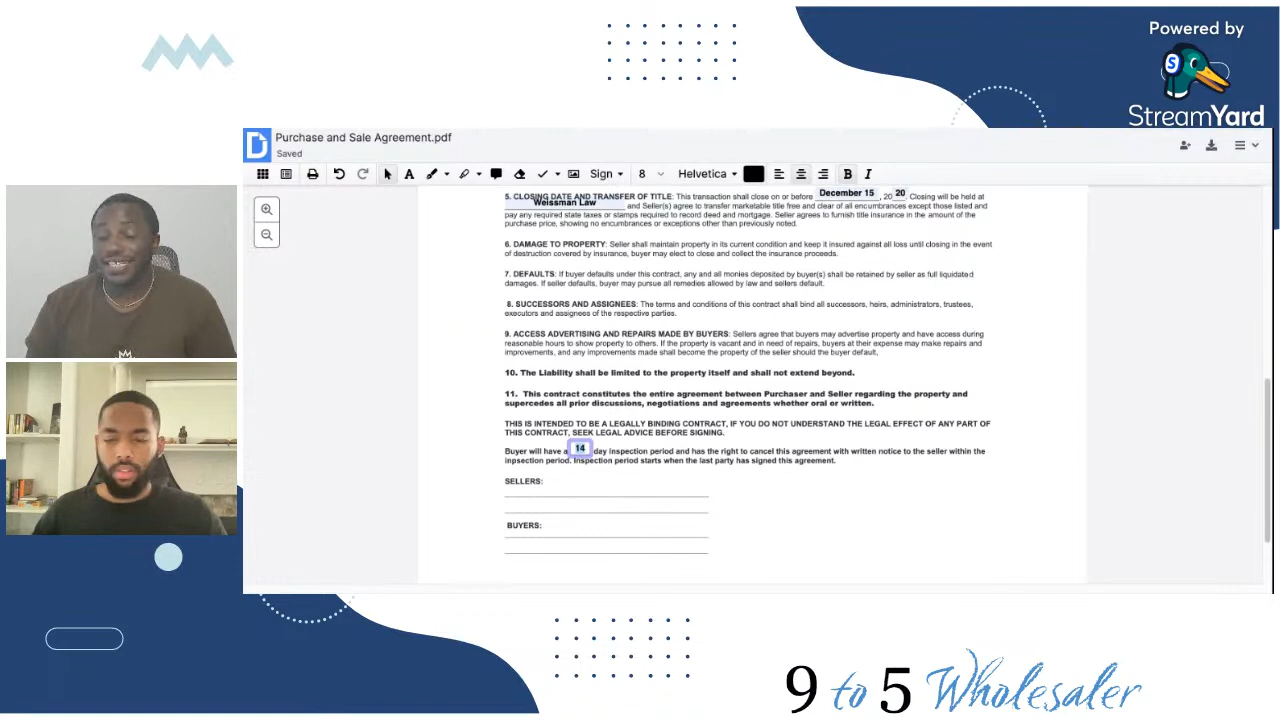 Powered by
StreamYard
Purchase and Sale Agreement.pdf
Saved
Sign
8
Helvetica
B
I
5. CLOSING DATE AND TRANSFER OF TITLE: This transaction shall close on or before December 15, 20 20 Closing will be held at
Weissman Law and Seller(s) agree to transfer marketable title free and clear of all encumbrances except those listed and
pay any required state taxes or stamps required to record deed and mortgage. Seller agrees to furnish title insurance in the amount of the
purchase price, showing no encumbrances or exceptions other than previously noted.
6. DAMAGE TO PROPERTY: Seller shall maintain property in its current condition and keep it insured against all loss until closing in the event
of destruction covered by insurance, buyer may elect to close and collect the insurance proceeds.
7. DEFAULTS: If buyer defaults under this contract, any and all monies deposited by buyer(s) shall be retained by seller as full liquidated
damages. If seller defaults, buyer may pursue all remedies allowed by law and sellers default.
8. SUCCESSORS AND ASSIGNEES: The terms and conditions of this contract shall bind all successors, heirs, administrators, trustees,
executors and assignees of the respective parties.
9. ACCESS ADVERTISING AND REPAIRS MADE BY BUYERS: Sellers agree that buyers may advertise property and have access during
reasonable hours to show property to others. If the property is vacant and in need of repairs, buyers at their expense may make repairs and
improvements, and any improvements made shall become the property of the seller should the buyer default,
10. The Liability shall be limited to the property itself and shall not extend beyond.
11. This contract constitutes the entire agreement between Purchaser and Seller regarding the property and
supercedes all prior discussions, negotiations and agreements whether oral or written.
THIS IS INTENDED TO BE A LEGALLY BINDING CONTRACT, IF YOU DO NOT UNDERSTAND THE LEGAL EFFECT OF ANY PART OF
THIS CONTRACT, SEEK LEGAL ADVICE BEFORE SIGNING.
Buyer will have a 14 day inspection period and has the right to cancel this agreement with written notice to the seller within the
inpsection period. Inspection period starts when the last party has signed this agreement.
SELLERS:
BUYERS:
9 to 5 Wholesaler